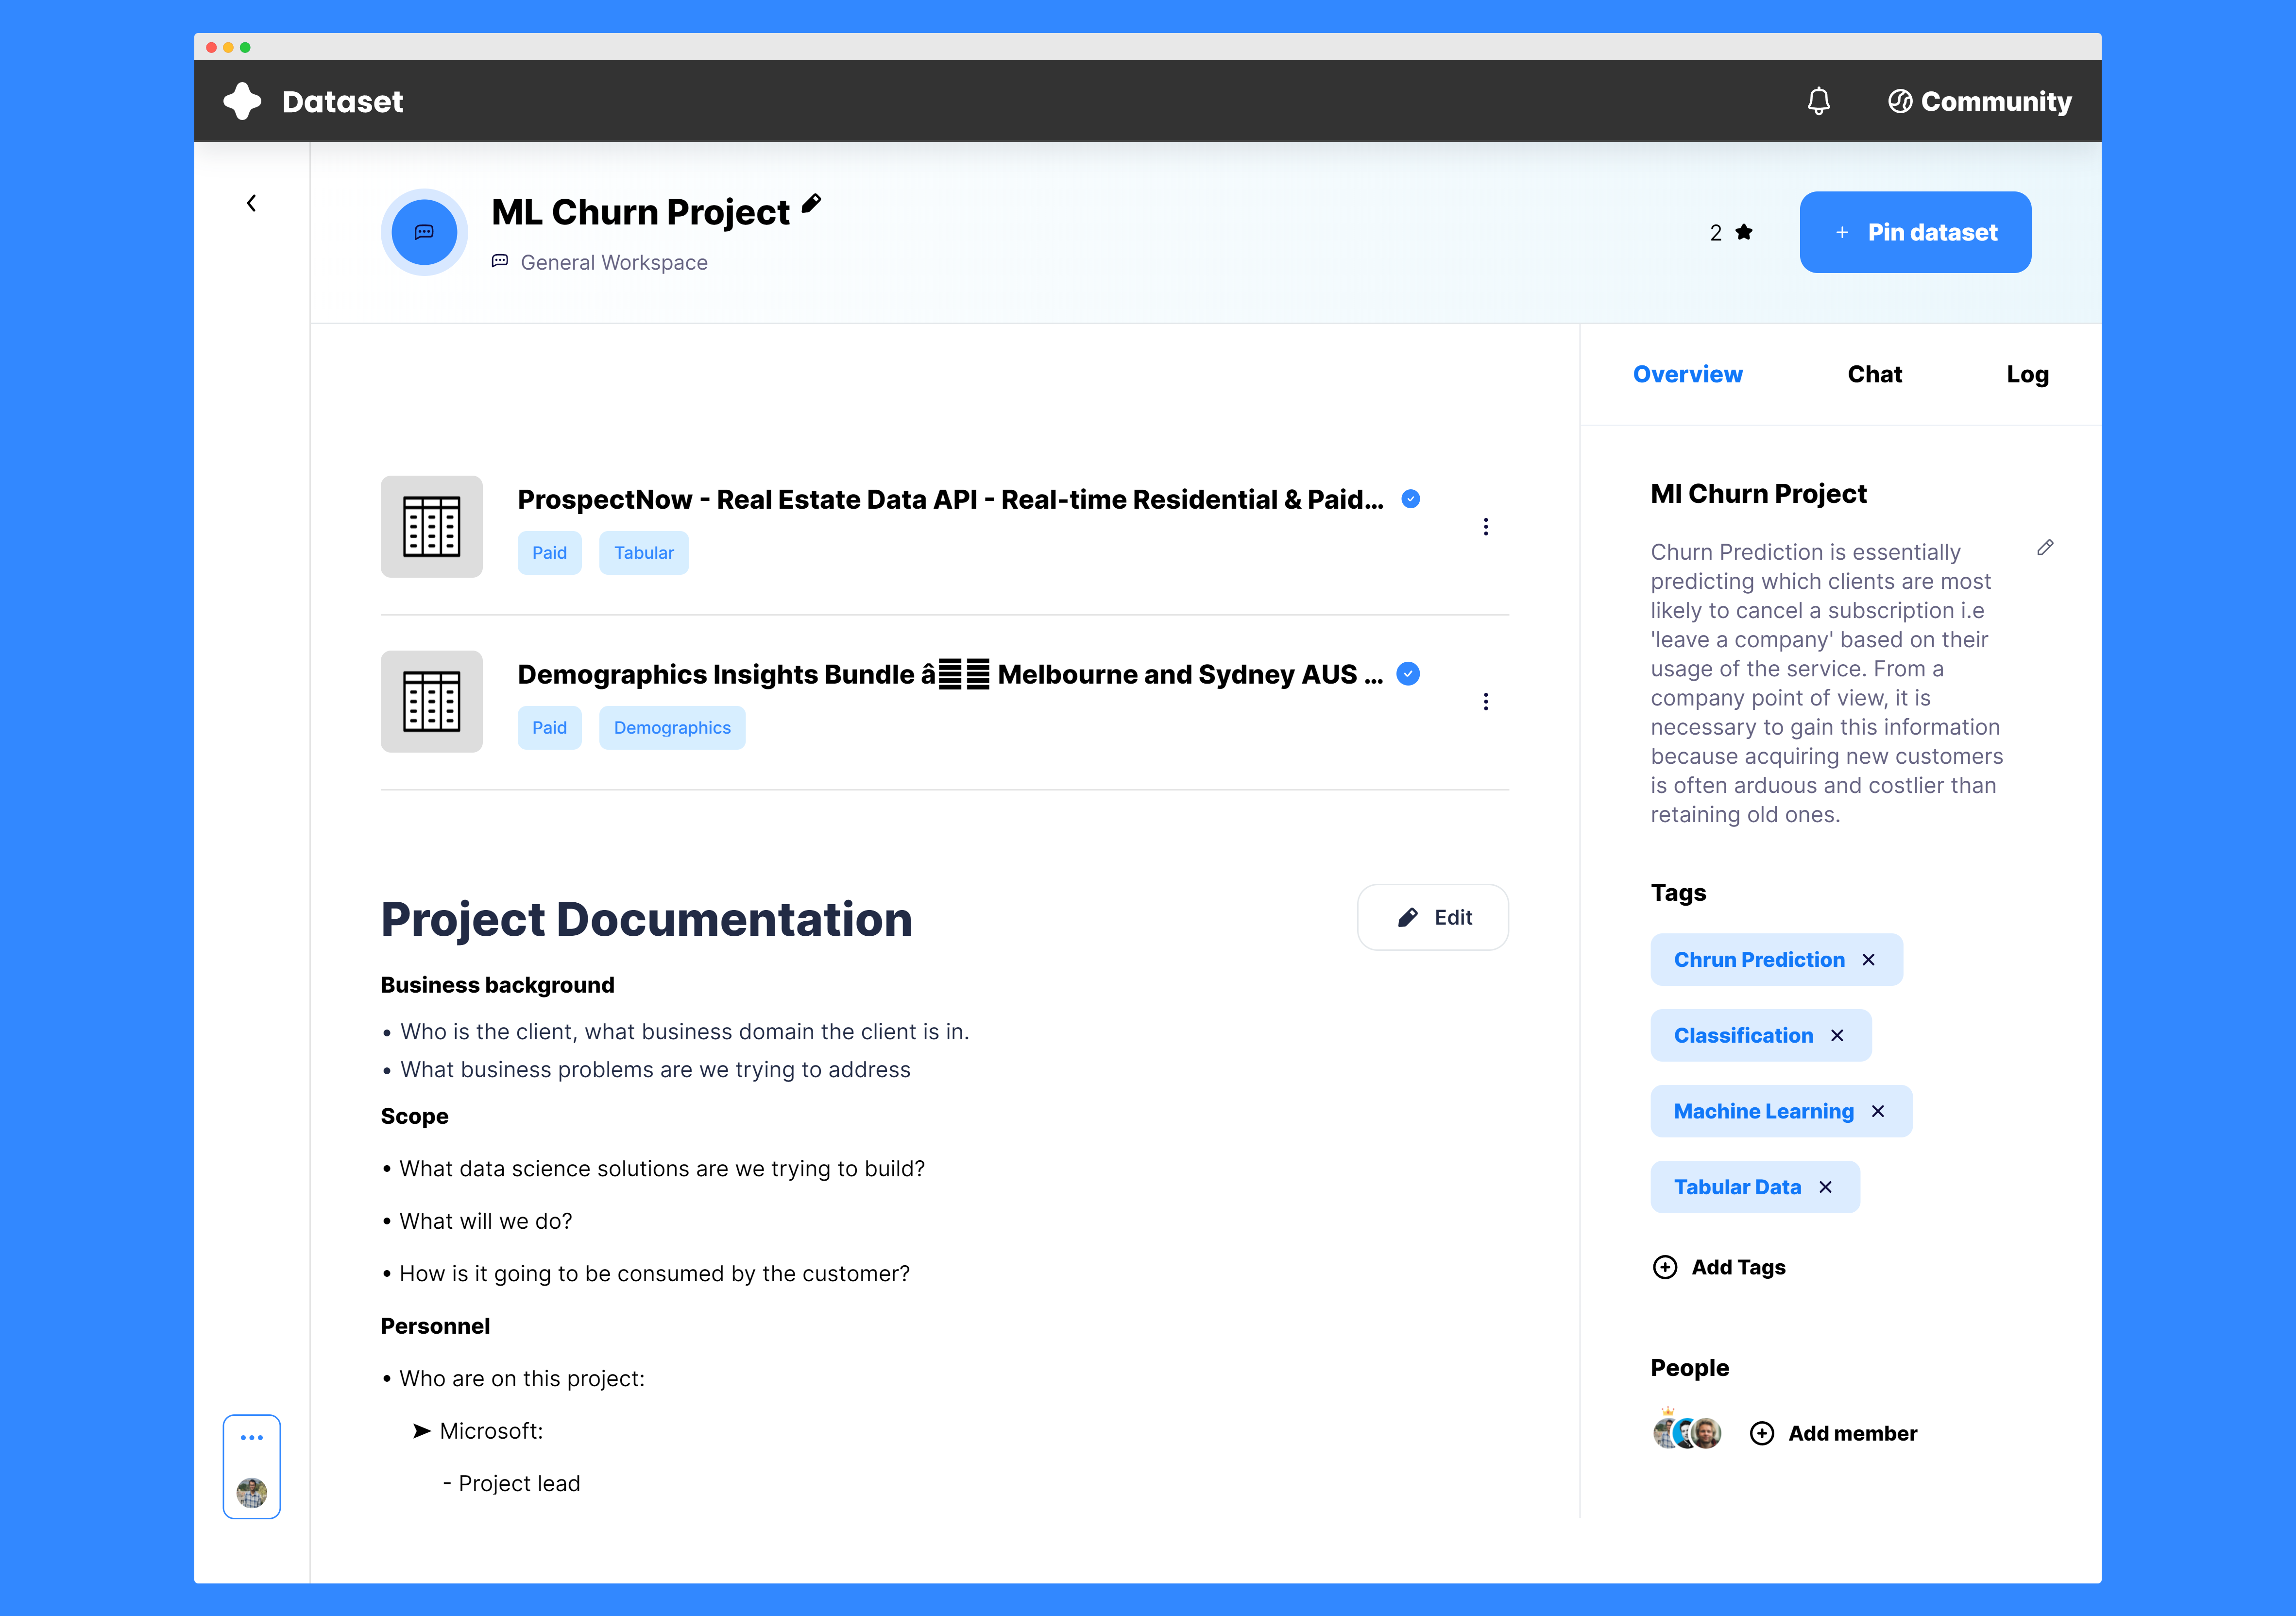 Dataset
Community
ML Churn Project
General Workspace
2
+ Pin dataset
Overview
Chat
Log
ProspectNow - Real Estate Data API - Real-time Residential & Paid...
Paid
Tabular
Demographics Insights Bundle â Melbourne and Sydney AUS ...
Paid
Demographics
Project Documentation
Edit
Business background
• Who is the client, what business domain the client is in.
• What business problems are we trying to address
Scope
• What data science solutions are we trying to build?
• What will we do?
• How is it going to be consumed by the customer?
Personnel
• Who are on this project:
➤ Microsoft:
- Project lead
Ml Churn Project
Churn Prediction is essentially
predicting which clients are most
likely to cancel a subscription i.e
'leave a company' based on their
usage of the service. From a
company point of view, it is
necessary to gain this information
because acquiring new customers
is often arduous and costlier than
retaining old ones.
Tags
Chrun Prediction ×
Classification ×
Machine Learning ×
Tabular Data ×
Add Tags
People
Add member